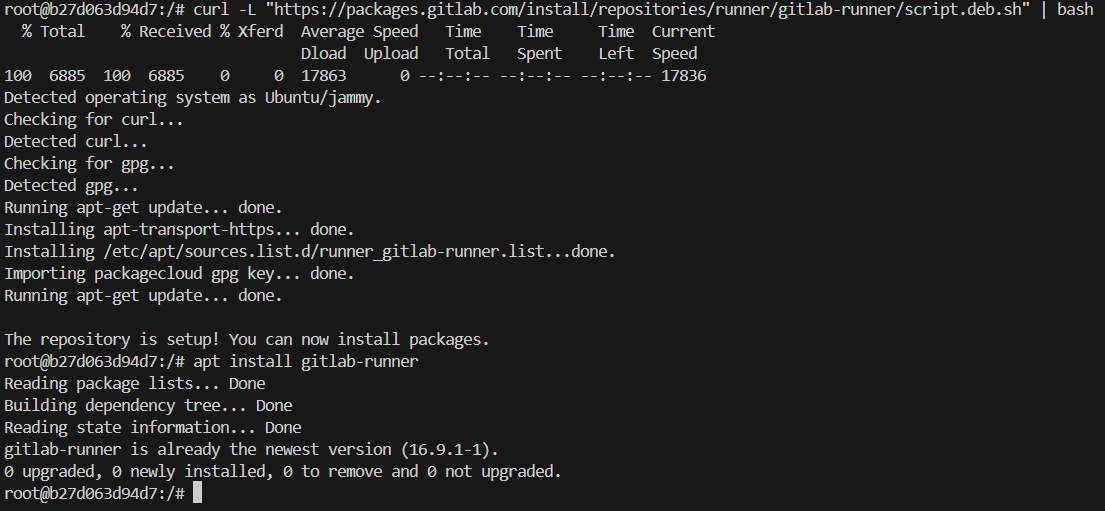 root@b27d063d94d7:/# curl -L "https://packages.gitlab.com/install/repositories/runner/gitlab-runner/script.deb.sh" | bash
  % Total    % Received % Xferd  Average Speed   Time    Time     Time  Current
                                 Dload  Upload   Total   Spent    Left  Speed
100  6885  100  6885    0     0  17863      0 --:--:-- --:--:-- --:--:-- 17836
Detected operating system as Ubuntu/jammy.
Checking for curl...
Detected curl...
Checking for gpg...
Detected gpg...
Running apt-get update... done.
Installing apt-transport-https... done.
Installing /etc/apt/sources.list.d/runner_gitlab-runner.list...done.
Importing packagecloud gpg key... done.
Running apt-get update... done.

The repository is setup! You can now install packages.
root@b27d063d94d7:/# apt install gitlab-runner
Reading package lists... Done
Building dependency tree... Done
Reading state information... Done
gitlab-runner is already the newest version (16.9.1-1).
0 upgraded, 0 newly installed, 0 to remove and 0 not upgraded.
root@b27d063d94d7:/#